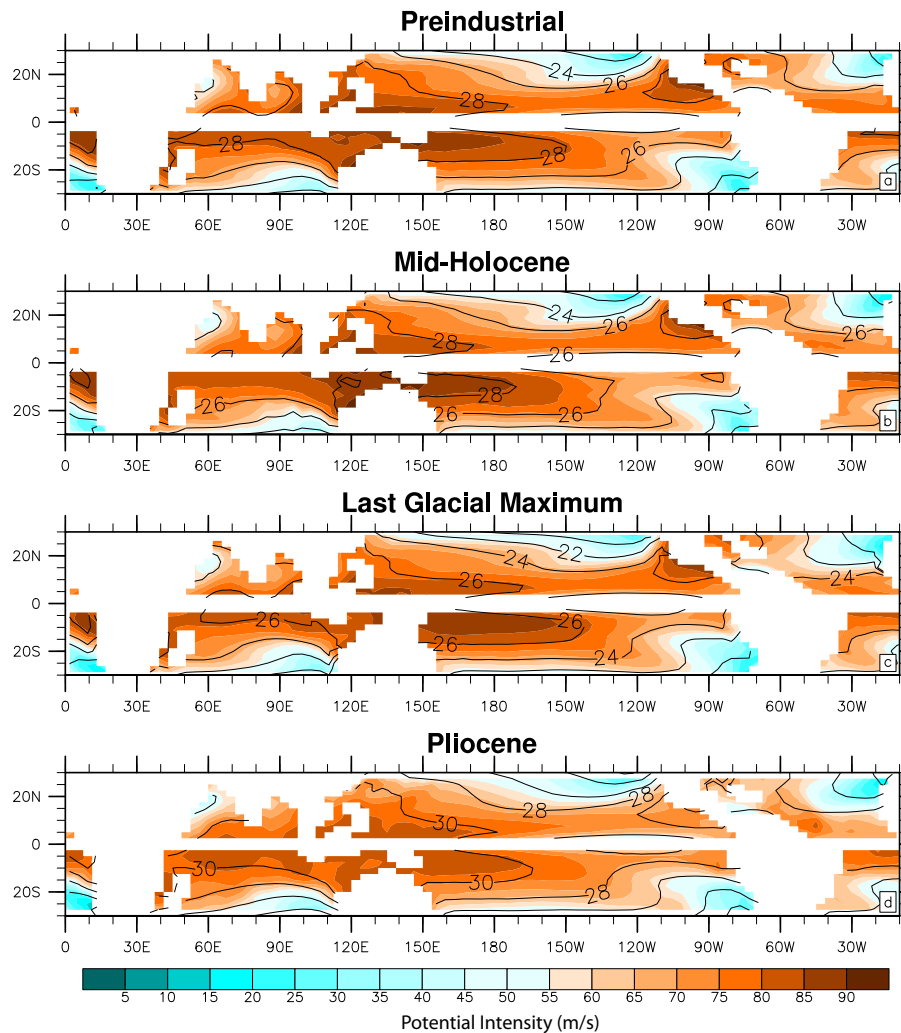 Preindustrial
20N
0
20S
24 26 28 28 26
a
0 30E 60E 90E 120E 150E 180 150W 120W 90W 60W 30W
Mid-Holocene
20N
0
20S
24 26 28 26 26 26 28 26 26
b
0 30E 60E 90E 120E 150E 180 150W 120W 90W 60W 30W
Last Glacial Maximum
20N
0
20S
24 22 26 24 26 26 26 24
c
0 30E 60E 90E 120E 150E 180 150W 120W 90W 60W 30W
Pliocene
20N
0
20S
28 28 30 30 30 28
d
0 30E 60E 90E 120E 150E 180 150W 120W 90W 60W 30W
5 10 15 20 25 30 35 40 45 50 55 60 65 70 75 80 85 90
Potential Intensity (m/s)